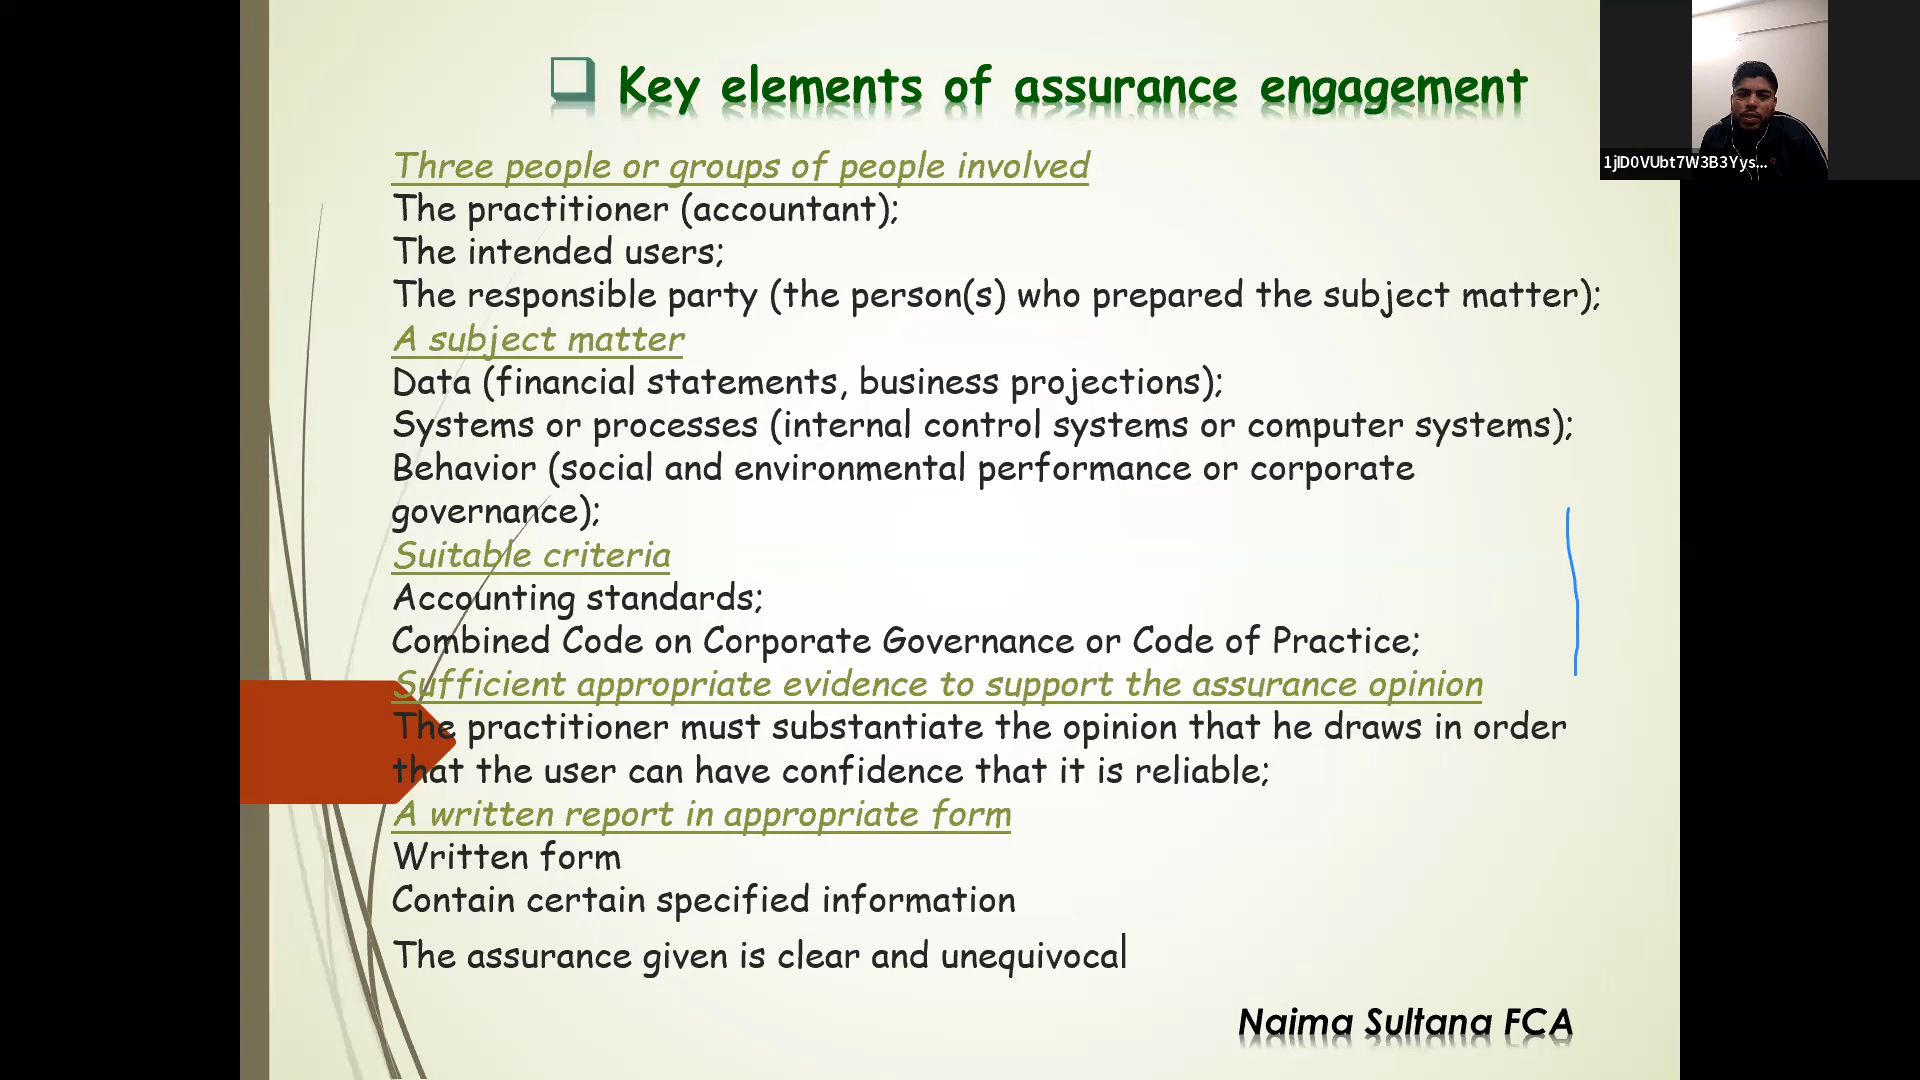 Key elements of assurance engagement
1jlD0VUbt7W3B3Yys...
Three people or groups of people involved
The practitioner (accountant);
The intended users;
The responsible party (the person(s) who prepared the subject matter);
A subject matter
Data (financial statements, business projections);
Systems or processes (internal control systems or computer systems);
Behavior (social and environmental performance or corporate
governance);
Suitable criteria
Accounting standards;
Combined Code on Corporate Governance or Code of Practice;
Sufficient appropriate evidence to support the assurance opinion
The practitioner must substantiate the opinion that he draws in order
that the user can have confidence that it is reliable;
A written report in appropriate form
Written form
Contain certain specified information
The assurance given is clear and unequivocal
Naima Sultana FCA